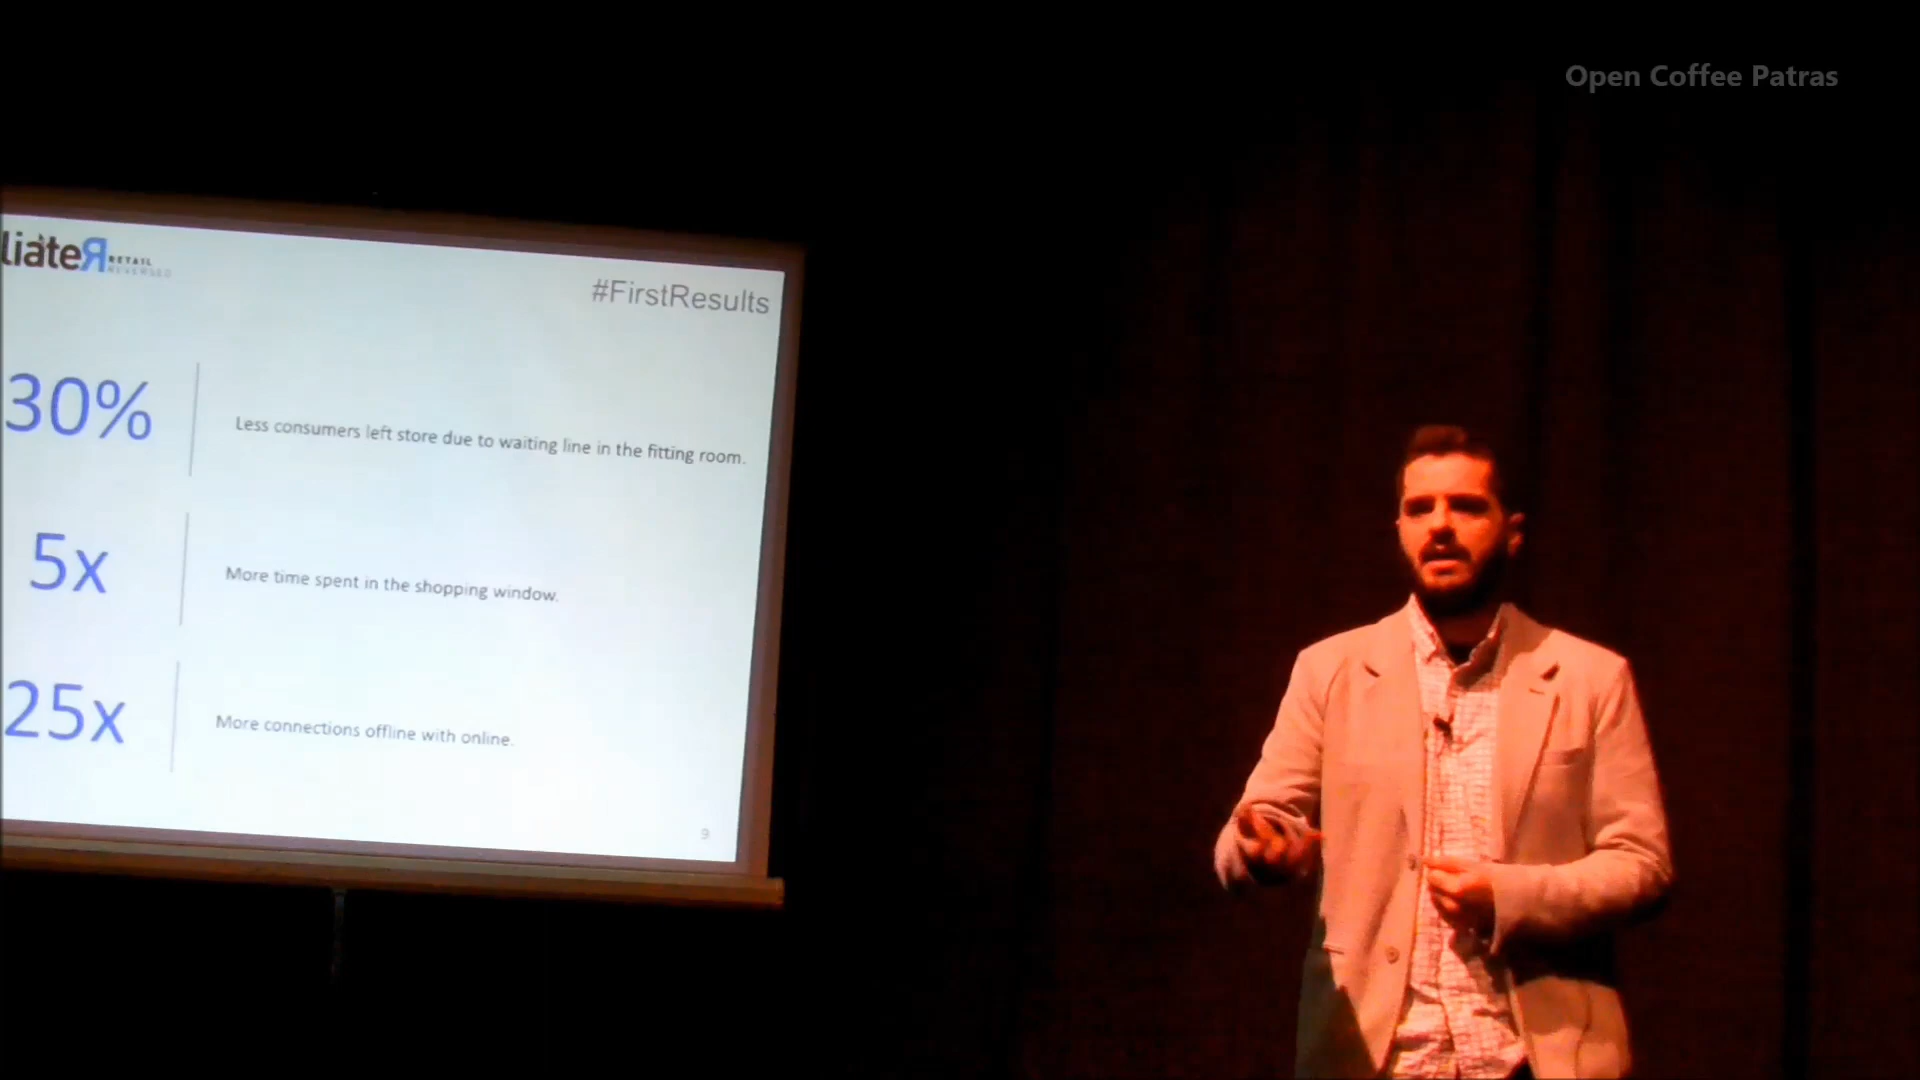 Open Coffee Patras
liateR RETAIL
REVERSED
#FirstResults
30%
Less consumers left store due to waiting line in the fitting room.
5x
More time spent in the shopping window.
25x
More connections offline with online.
9